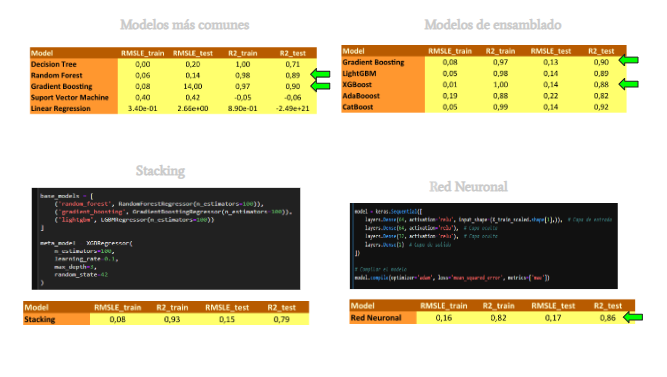 Modelos más comunes
Model RMSLE_train RMSLE_test R2_train R2_test
Decision Tree 0,00 0,20 1,00 0,71
Random Forest 0,06 0,14 0,98 0,89
Gradient Boosting 0,08 14,00 0,97 0,90
Suport Vector Machine 0,40 0,42 -0,05 -0,06
Linear Regression 3.40e-01 2.66e+00 8.90e-01 -2.49e+21
Modelos de ensamblado
Model RMSLE_train R2_train RMSLE_test R2_test
Gradient Boosting 0,08 0,97 0,13 0,90
LightGBM 0,05 0,98 0,14 0,89
XGBoost 0,01 1,00 0,14 0,88
AdaBooost 0,19 0,88 0,22 0,82
CatBoost 0,05 0,99 0,14 0,92
Stacking
base_models = [
('random_forest', RandomForestRegressor(n_estimators=100)),
('gradient_boosting', GradientBoostingRegressor(n_estimators=100)),
('lightgbm', LGBMRegressor(n_estimators=100))
]
meta_model = XGBRegressor(
n_estimators=100,
learning_rate=0.1,
max_depth=3,
random_state=42
)
Model RMSLE_train R2_train RMSLE_test R2_test
Stacking 0,08 0,93 0,15 0,79
Red Neuronal
model = keras.Sequential([
layers.Dense(64, activation='relu', input_shape=(X_train_scaled.shape[1],)), # Capa de entrada
layers.Dense(64, activation='relu'), # Capa oculta
layers.Dense(32, activation='relu'), # Capa oculta
layers.Dense(1) # Capa de salida
])
# Compilar el modelo
model.compile(optimizer='adam', loss='mean_squared_error', metrics=['mae'])
Model RMSLE_train R2_train RMSLE_test R2_test
Red Neuronal 0,16 0,82 0,17 0,86